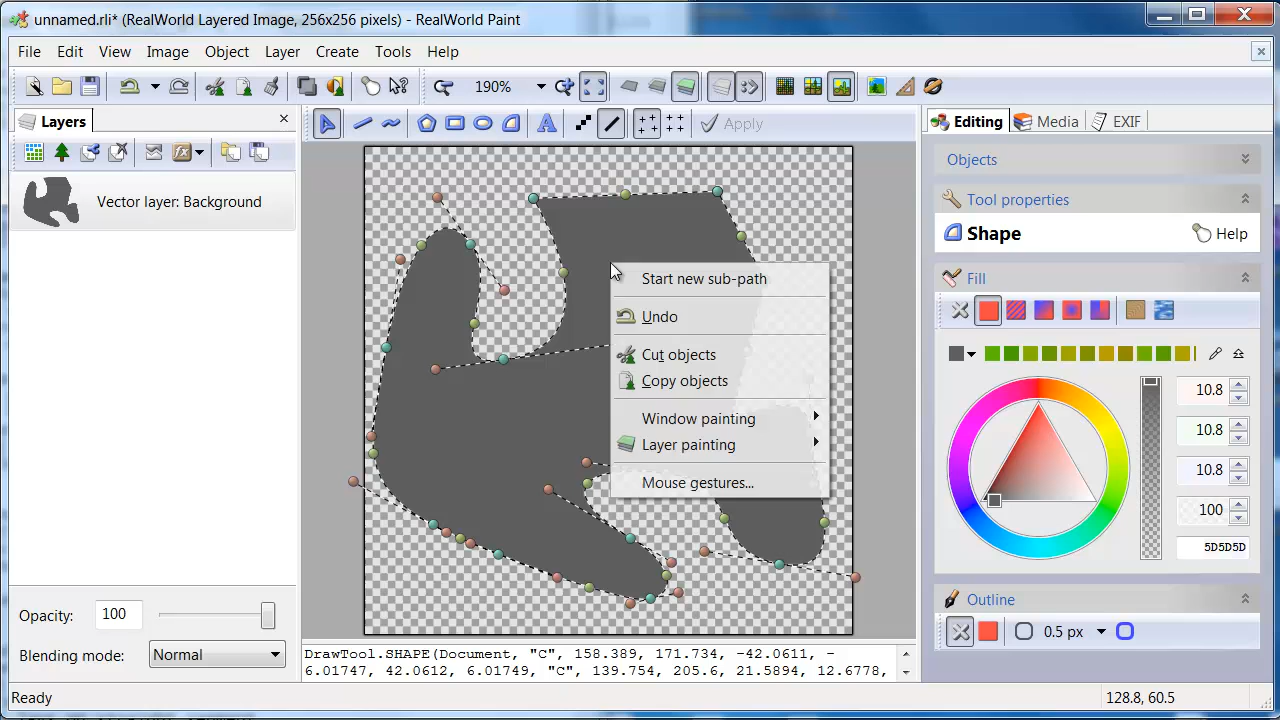 unnamed.rli* (RealWorld Layered Image, 256x256 pixels) - RealWorld Paint
File Edit View Image Object Layer Create Tools Help
190%
Layers
Apply
Editing Media EXIF
Vector layer: Background
Objects
Tool properties
Shape Help
Fill
Start new sub-path
Undo
Cut objects
Copy objects
Window painting
Layer painting
Mouse gestures...
10.8
10.8
10.8
100
5D5D5D
Outline
0.5 px
Opacity: 100
Blending mode: Normal
DrawTool.SHAPE(Document, "C", 158.389, 171.734, -42.0611, -
6.01747, 42.0612, 6.01749, "C", 139.754, 205.6, 21.5894, 12.6778,
Ready
128.8, 60.5